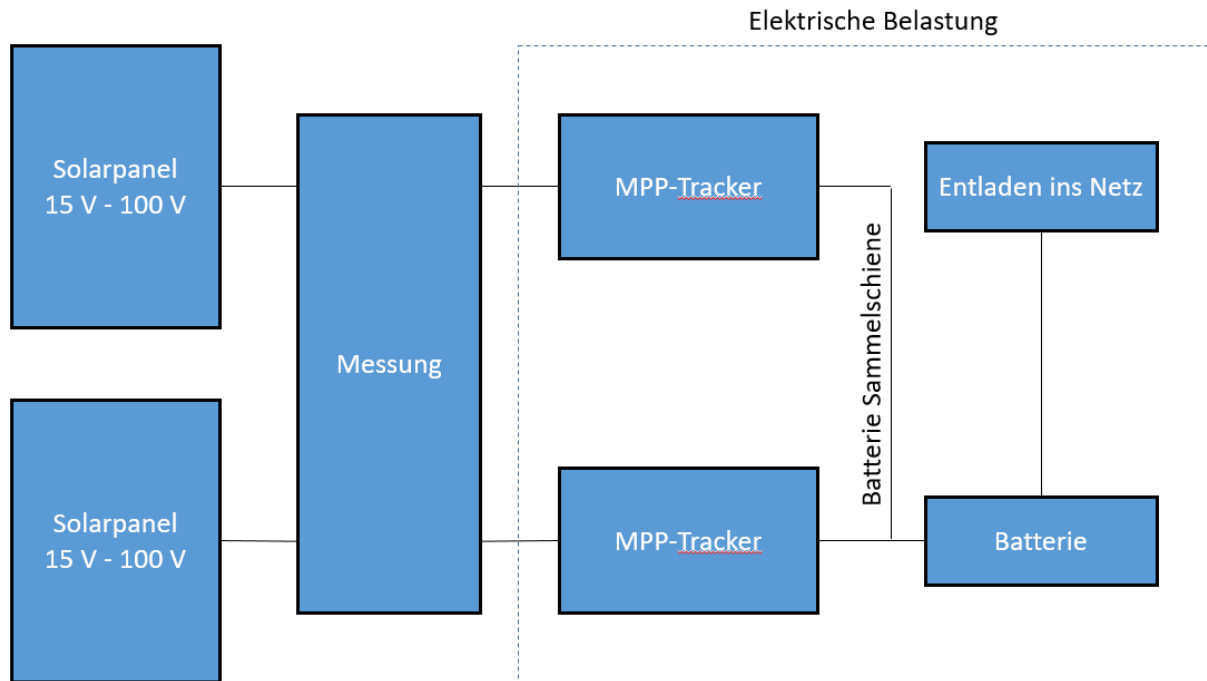 Elektrische Belastung
Solarpanel
15 V - 100 V
Messung
MPP-Tracker
Batterie Sammelschiene
Entladen ins Netz
Solarpanel
15 V - 100 V
MPP-Tracker
Batterie